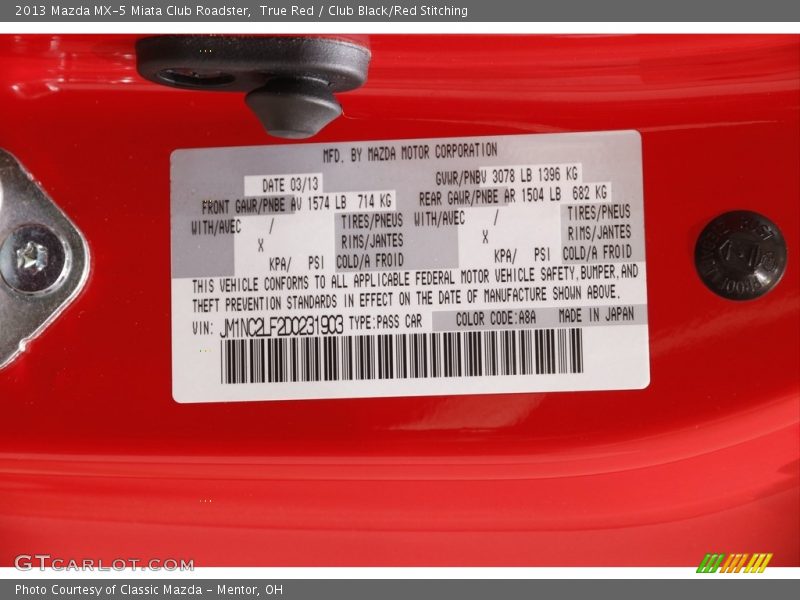 2013 Mazda MX-5 Miata Club Roadster, True Red / Club Black/Red Stitching
MFD. BY MAZDA MOTOR CORPORATION
DATE 03/13 GVWR/PNBV 3078 LB 1396 KG
FRONT GAWR/PNBE AV 1574 LB 714 KG REAR GAWR/PNBE AR 1504 LB 682 KG
WITH/AVEC / TIRES/PNEUS WITH/AVEC / TIRES/PNEUS
X RIMS/JANTES X RIMS/JANTES
KPA/ PSI COLD/A FROID KPA/ PSI COLD/A FROID
THIS VEHICLE CONFORMS TO ALL APPLICABLE FEDERAL MOTOR VEHICLE SAFETY,BUMPER,AND
THEFT PREVENTION STANDARDS IN EFFECT ON THE DATE OF MANUFACTURE SHOWN ABOVE.
VIN: JM1NC2LF2D0231903 TYPE:PASS CAR COLOR CODE:A8A MADE IN JAPAN
GTCARLOT.COM
Photo Courtesy of Classic Mazda - Mentor, OH